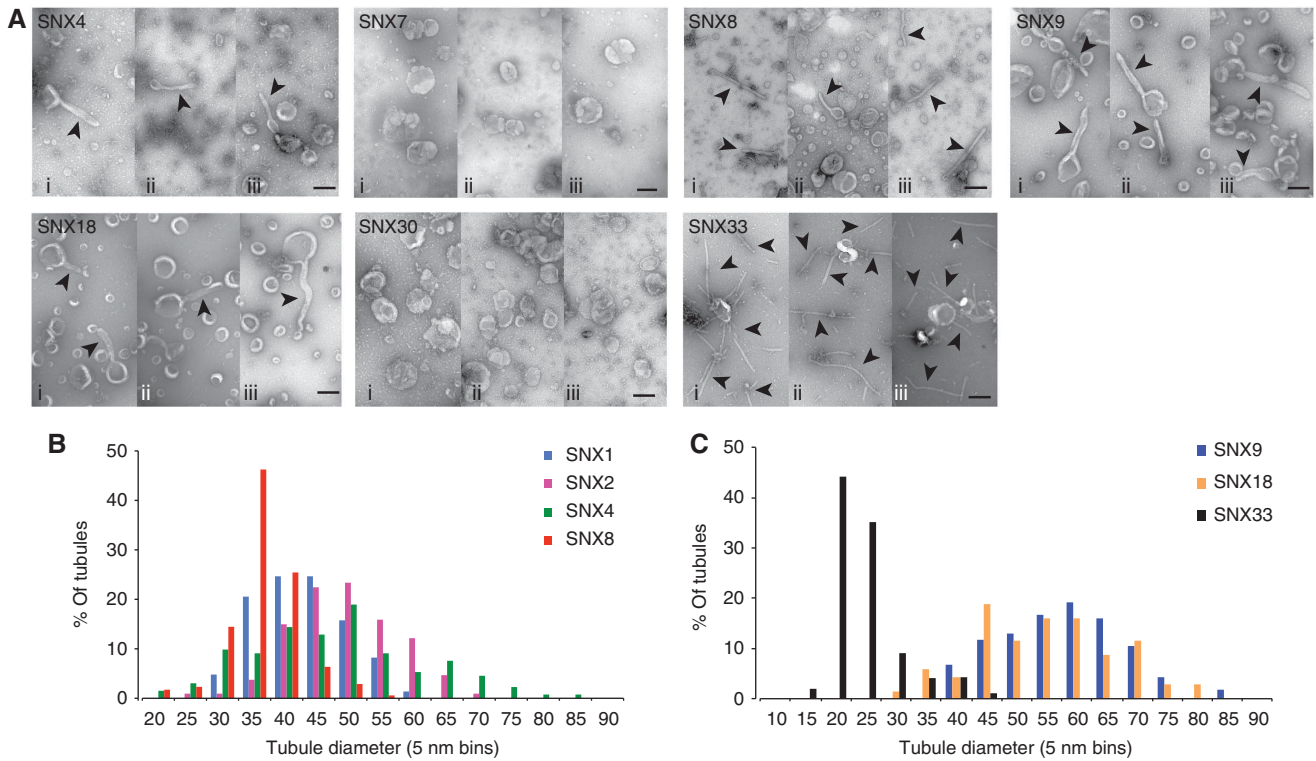 A
SNX4
i
ii
iii
SNX7
i
ii
iii
SNX8
i
ii
iii
SNX9
i
ii
iii
SNX18
i
ii
iii
SNX30
i
ii
iii
SNX33
i
ii
iii
B
50
40
30
20
10
0
% Of tubules
SNX1
SNX2
SNX4
SNX8
20 25 30 35 40 45 50 55 60 65 70 75 80 85 90
Tubule diameter (5 nm bins)
C
50
40
30
20
10
0
% Of tubules
SNX9
SNX18
SNX33
10 15 20 25 30 35 40 45 50 55 60 65 70 75 80 85 90
Tubule diameter (5 nm bins)